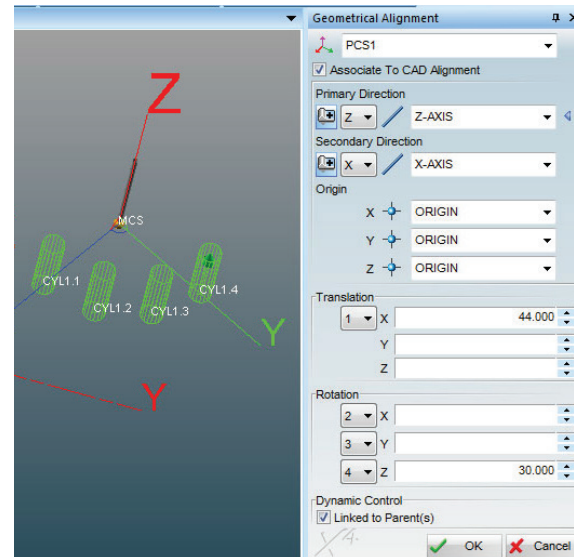 Z
MCS
CYL1.1
CYL1.2
CYL1.3
CYL1.4
Y
Y
Geometrical Alignment
PCS1
Associate To CAD Alignment
Primary Direction
Z Z-AXIS
Secondary Direction
X X-AXIS
Origin
X ORIGIN
Y ORIGIN
Z ORIGIN
Translation
1 X 44.000
Y
Z
Rotation
2 X
3 Y
4 Z 30.000
Dynamic Control
Linked to Parent(s)
OK Cancel